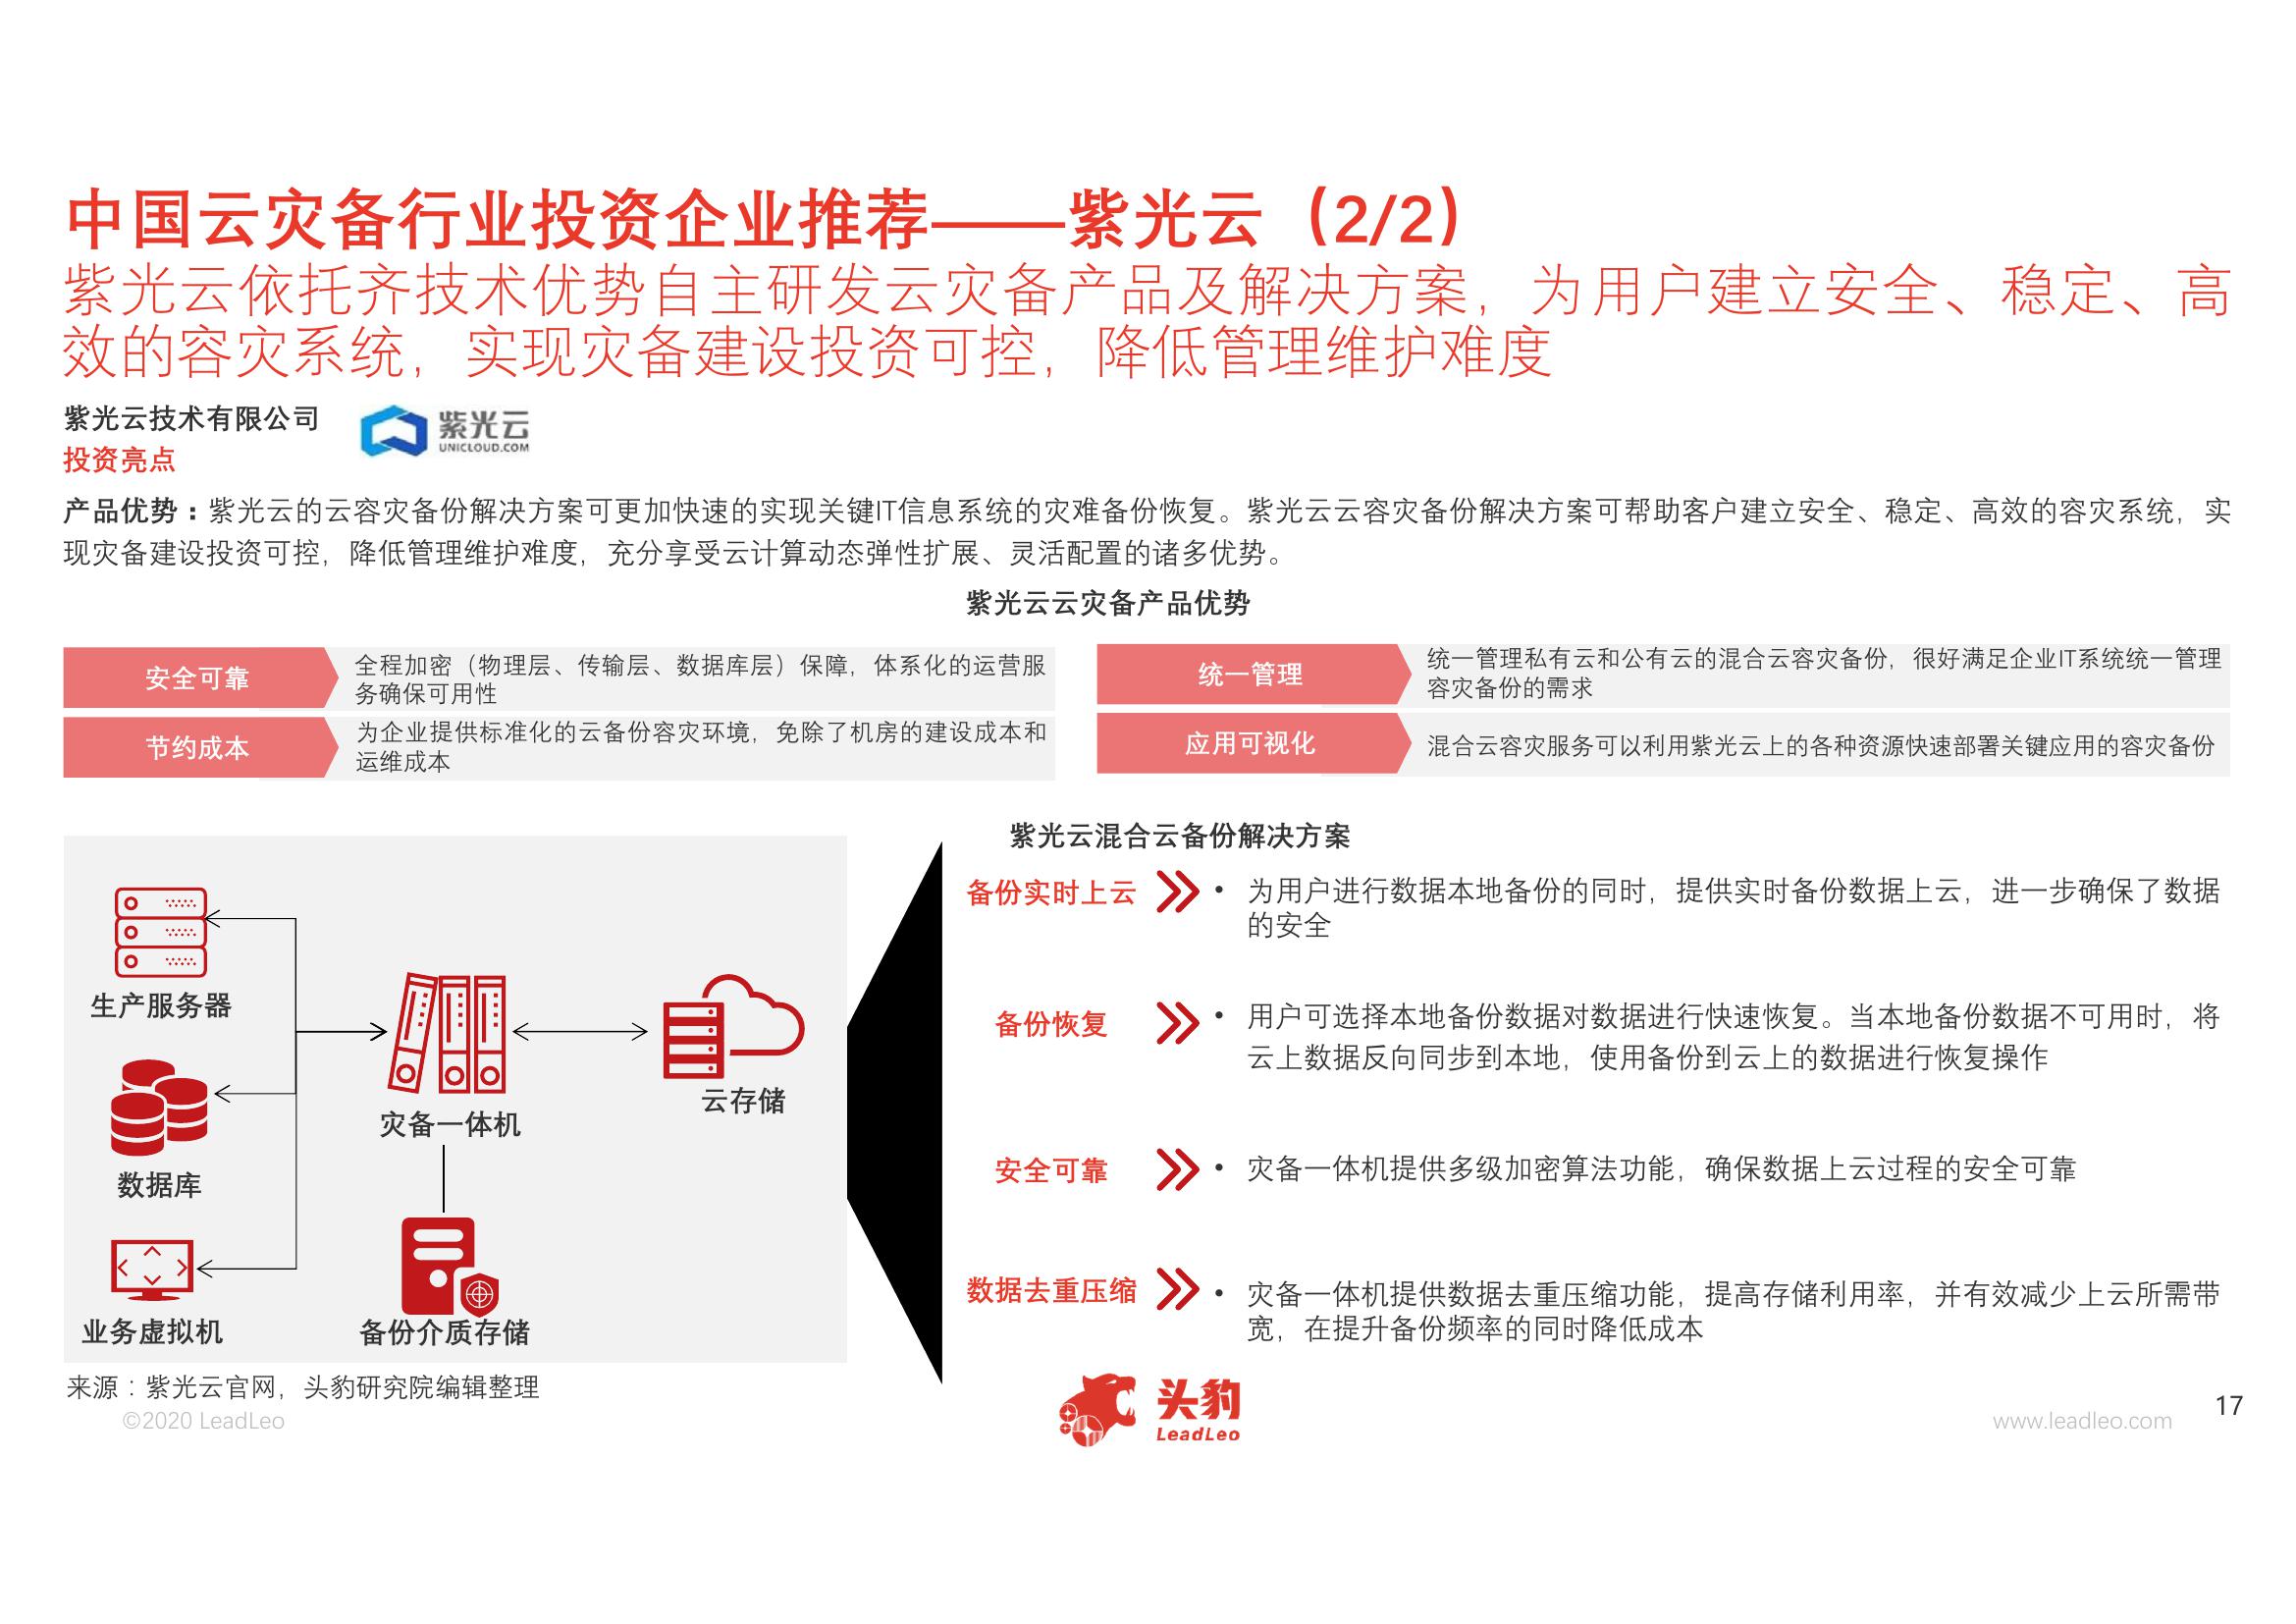 中国云灾备行业投资企业推荐——紫光云（2/2）
紫光云依托齐技术优势自主研发云灾备产品及解决方案，为用户建立安全、稳定、高
效的容灾系统，实现灾备建设投资可控，降低管理维护难度
紫光云技术有限公司
紫光云
UNICLOUD.COM
投资亮点
产品优势：紫光云的云容灾备份解决方案可更加快速的实现关键IT信息系统的灾难备份恢复。紫光云云容灾备份解决方案可帮助客户建立安全、稳定、高效的容灾系统，实
现灾备建设投资可控，降低管理维护难度，充分享受云计算动态弹性扩展、灵活配置的诸多优势。
紫光云云灾备产品优势
安全可靠
全程加密（物理层、传输层、数据库层）保障，体系化的运营服
务确保可用性
节约成本
为企业提供标准化的云备份容灾环境，免除了机房的建设成本和
运维成本
统一管理
统一管理私有云和公有云的混合云容灾备份，很好满足企业IT系统统一管理
容灾备份的需求
应用可视化
混合云容灾服务可以利用紫光云上的各种资源快速部署关键应用的容灾备份
生产服务器
数据库
业务虚拟机
灾备一体机
备份介质存储
云存储
紫光云混合云备份解决方案
备份实时上云
• 为用户进行数据本地备份的同时，提供实时备份数据上云，进一步确保了数据
的安全
备份恢复
• 用户可选择本地备份数据对数据进行快速恢复。当本地备份数据不可用时，将
云上数据反向同步到本地，使用备份到云上的数据进行恢复操作
安全可靠
• 灾备一体机提供多级加密算法功能，确保数据上云过程的安全可靠
数据去重压缩
• 灾备一体机提供数据去重压缩功能，提高存储利用率，并有效减少上云所需带
宽，在提升备份频率的同时降低成本
来源：紫光云官网，头豹研究院编辑整理
©2020 LeadLeo
头豹
LeadLeo
www.leadleo.com
17